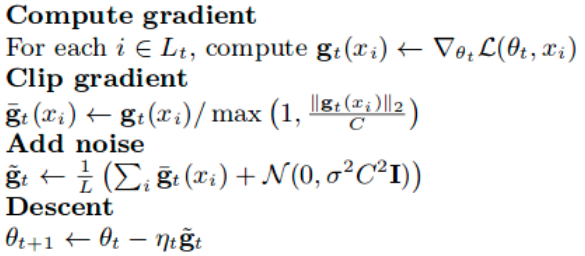 Compute gradient
For each i ∈ L_t, compute g_t(x_i) ← ∇_{θ_t} ℒ(θ_t, x_i)
Clip gradient
ḡ_t(x_i) ← g_t(x_i)/ max (1, ‖g_t(x_i)‖_2 / C)
Add noise
g̃_t ← 1/L (∑_i ḡ_t(x_i) + 𝒩(0, σ²C²I))
Descent
θ_{t+1} ← θ_t − η_t g̃_t